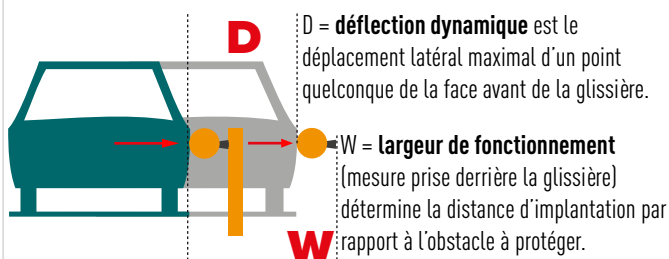 D
D = déflection dynamique est le
déplacement latéral maximal d'un point
quelconque de la face avant de la glissière.
W = largeur de fonctionnement
(mesure prise derrière la glissière)
détermine la distance d'implantation par
W
rapport à l'obstacle à protéger.